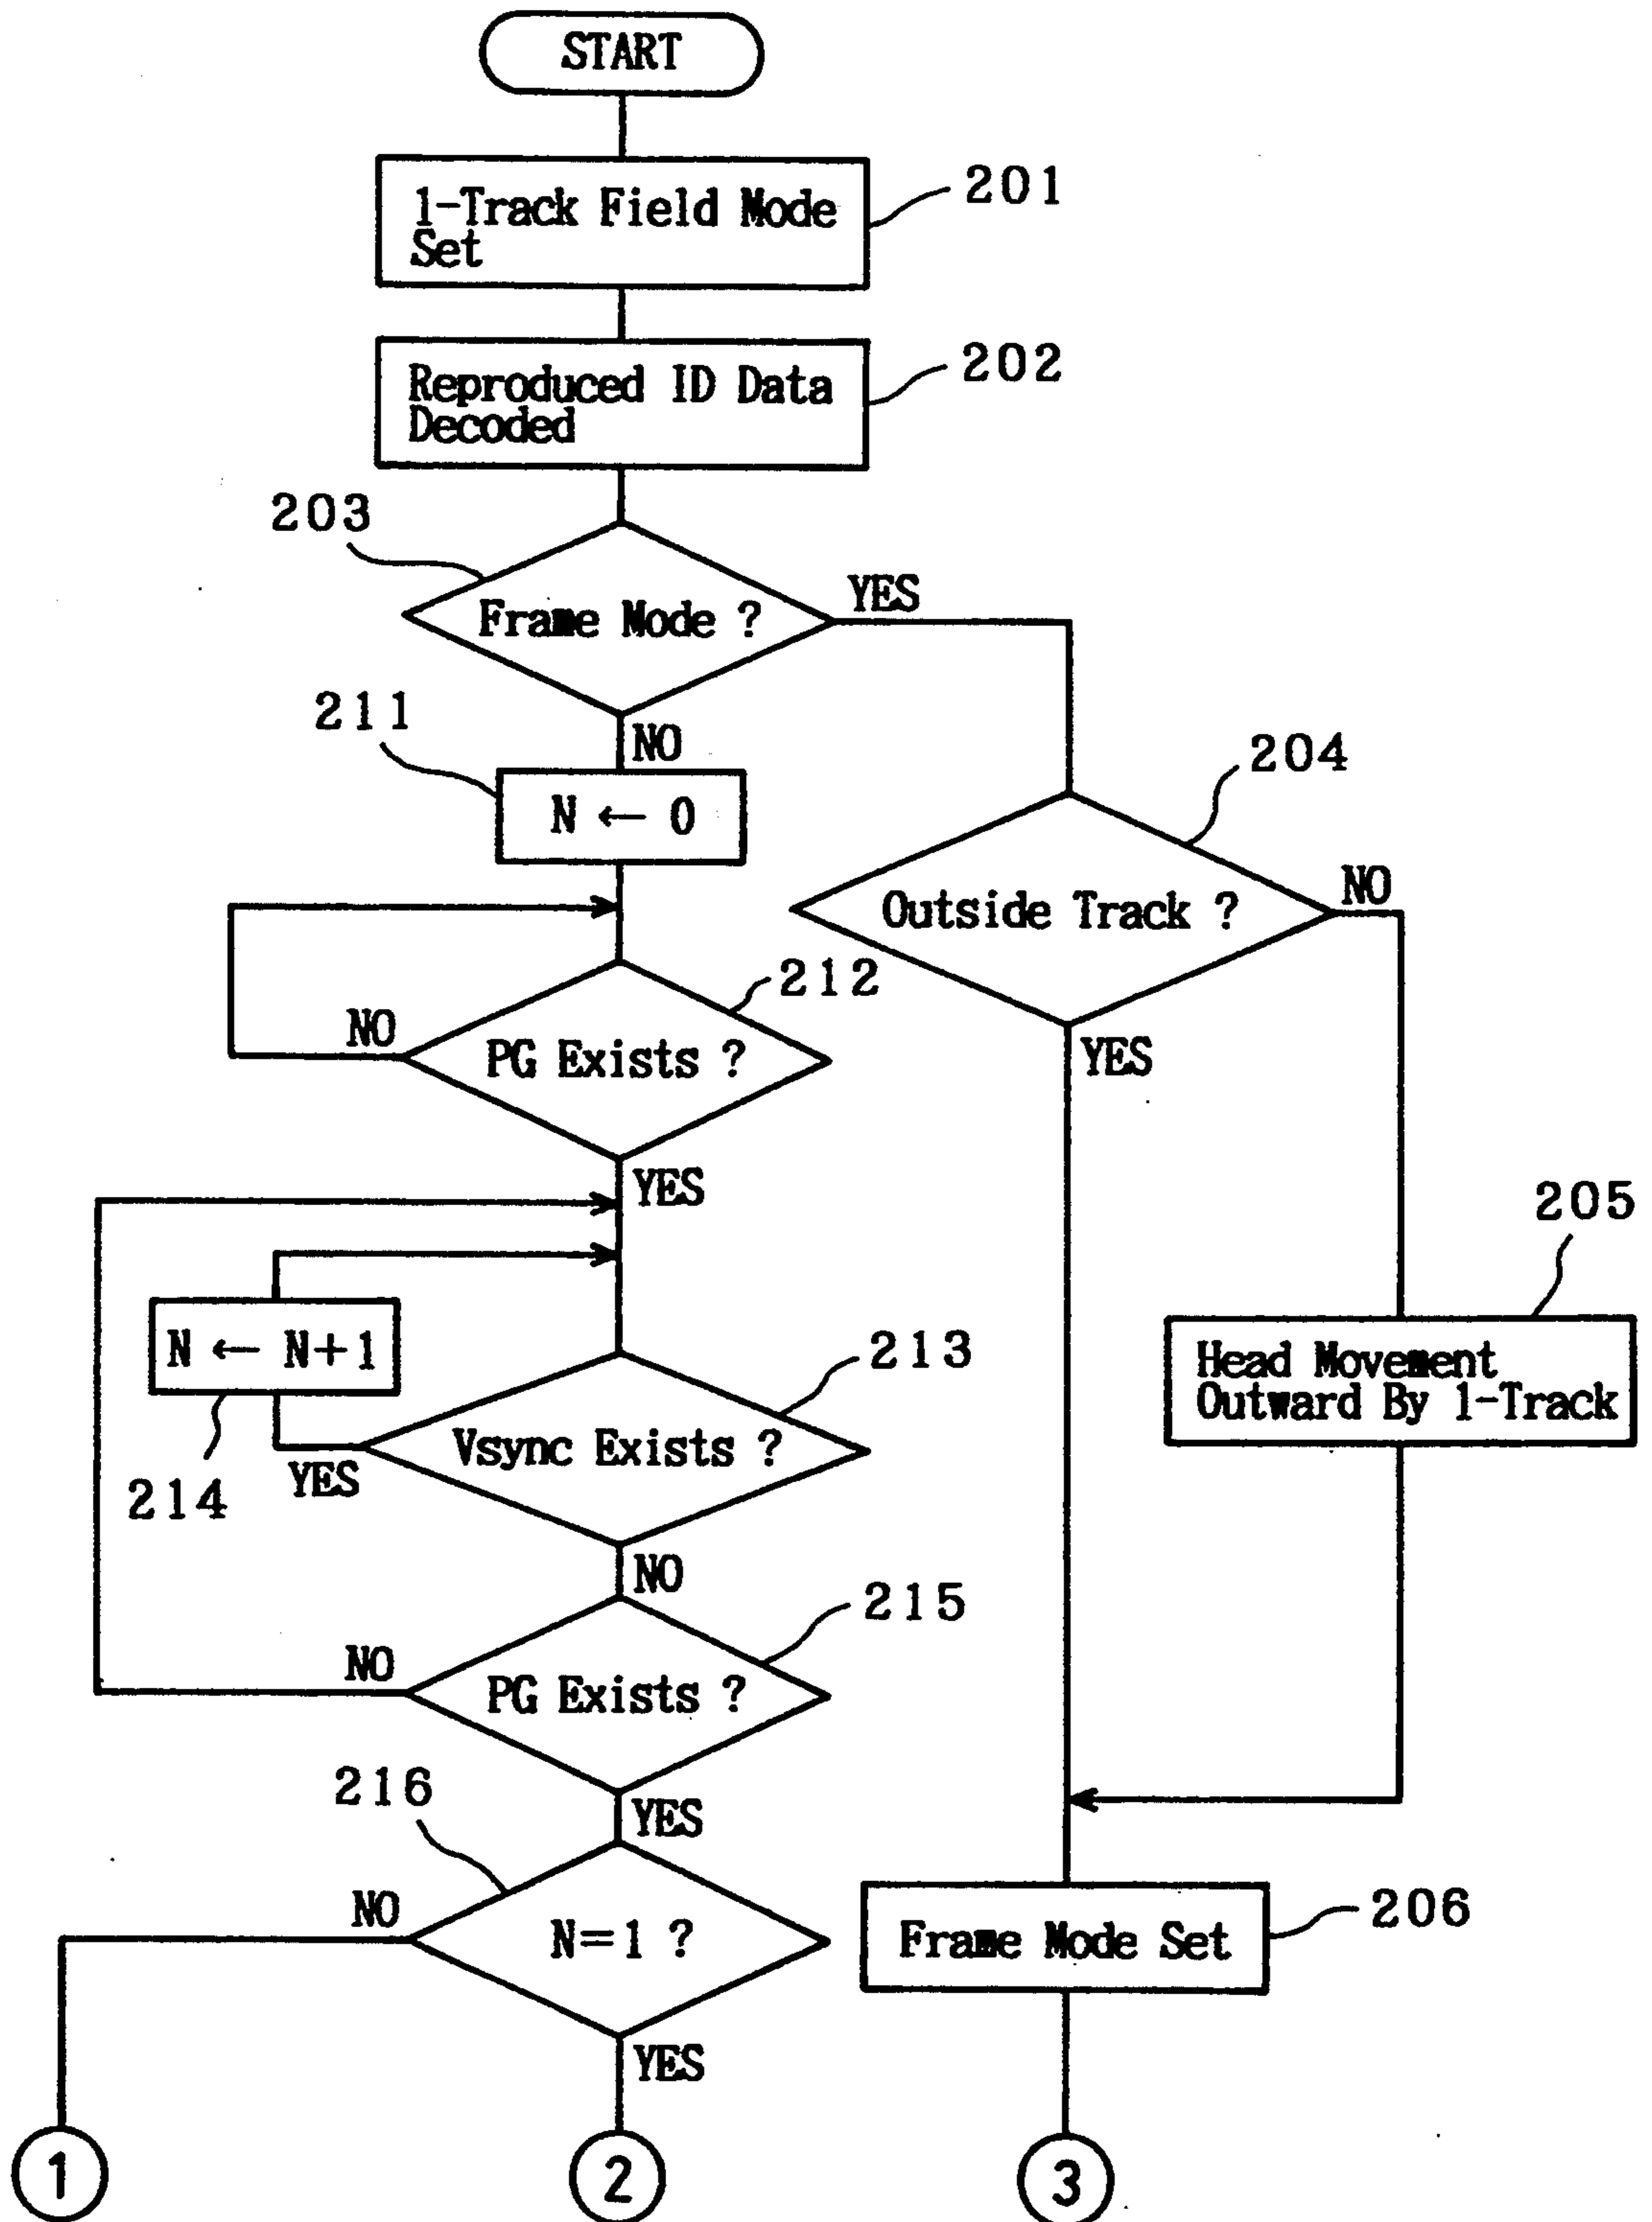 START
1-Track Field Mode
Set
201
Reproduced ID Data
Decoded
202
203
Frame Mode ?
YES
NO
211
N ← 0
204
Outside Track ?
NO
YES
212
PG Exists ?
NO
YES
205
Head Movement
Outward By 1-Track
N ← N+1
214
213
Vsync Exists ?
YES
NO
215
PG Exists ?
NO
YES
216
N=1 ?
NO
YES
Frame Mode Set
206
1
2
3